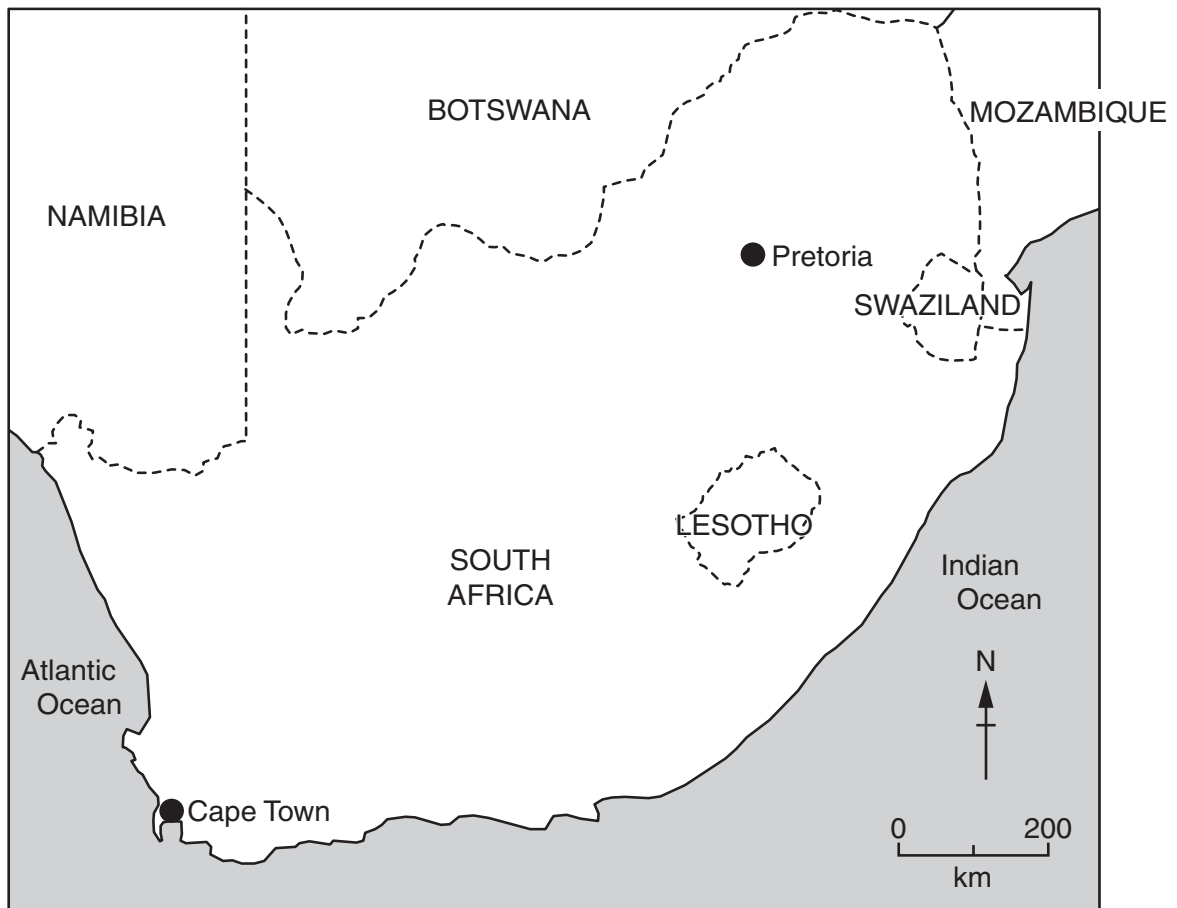 BOTSWANA
MOZAMBIQUE
NAMIBIA
Pretoria
SWAZILAND
LESOTHO
SOUTH
AFRICA
Indian
Ocean
N
Atlantic
Ocean
Cape Town
0 200
km